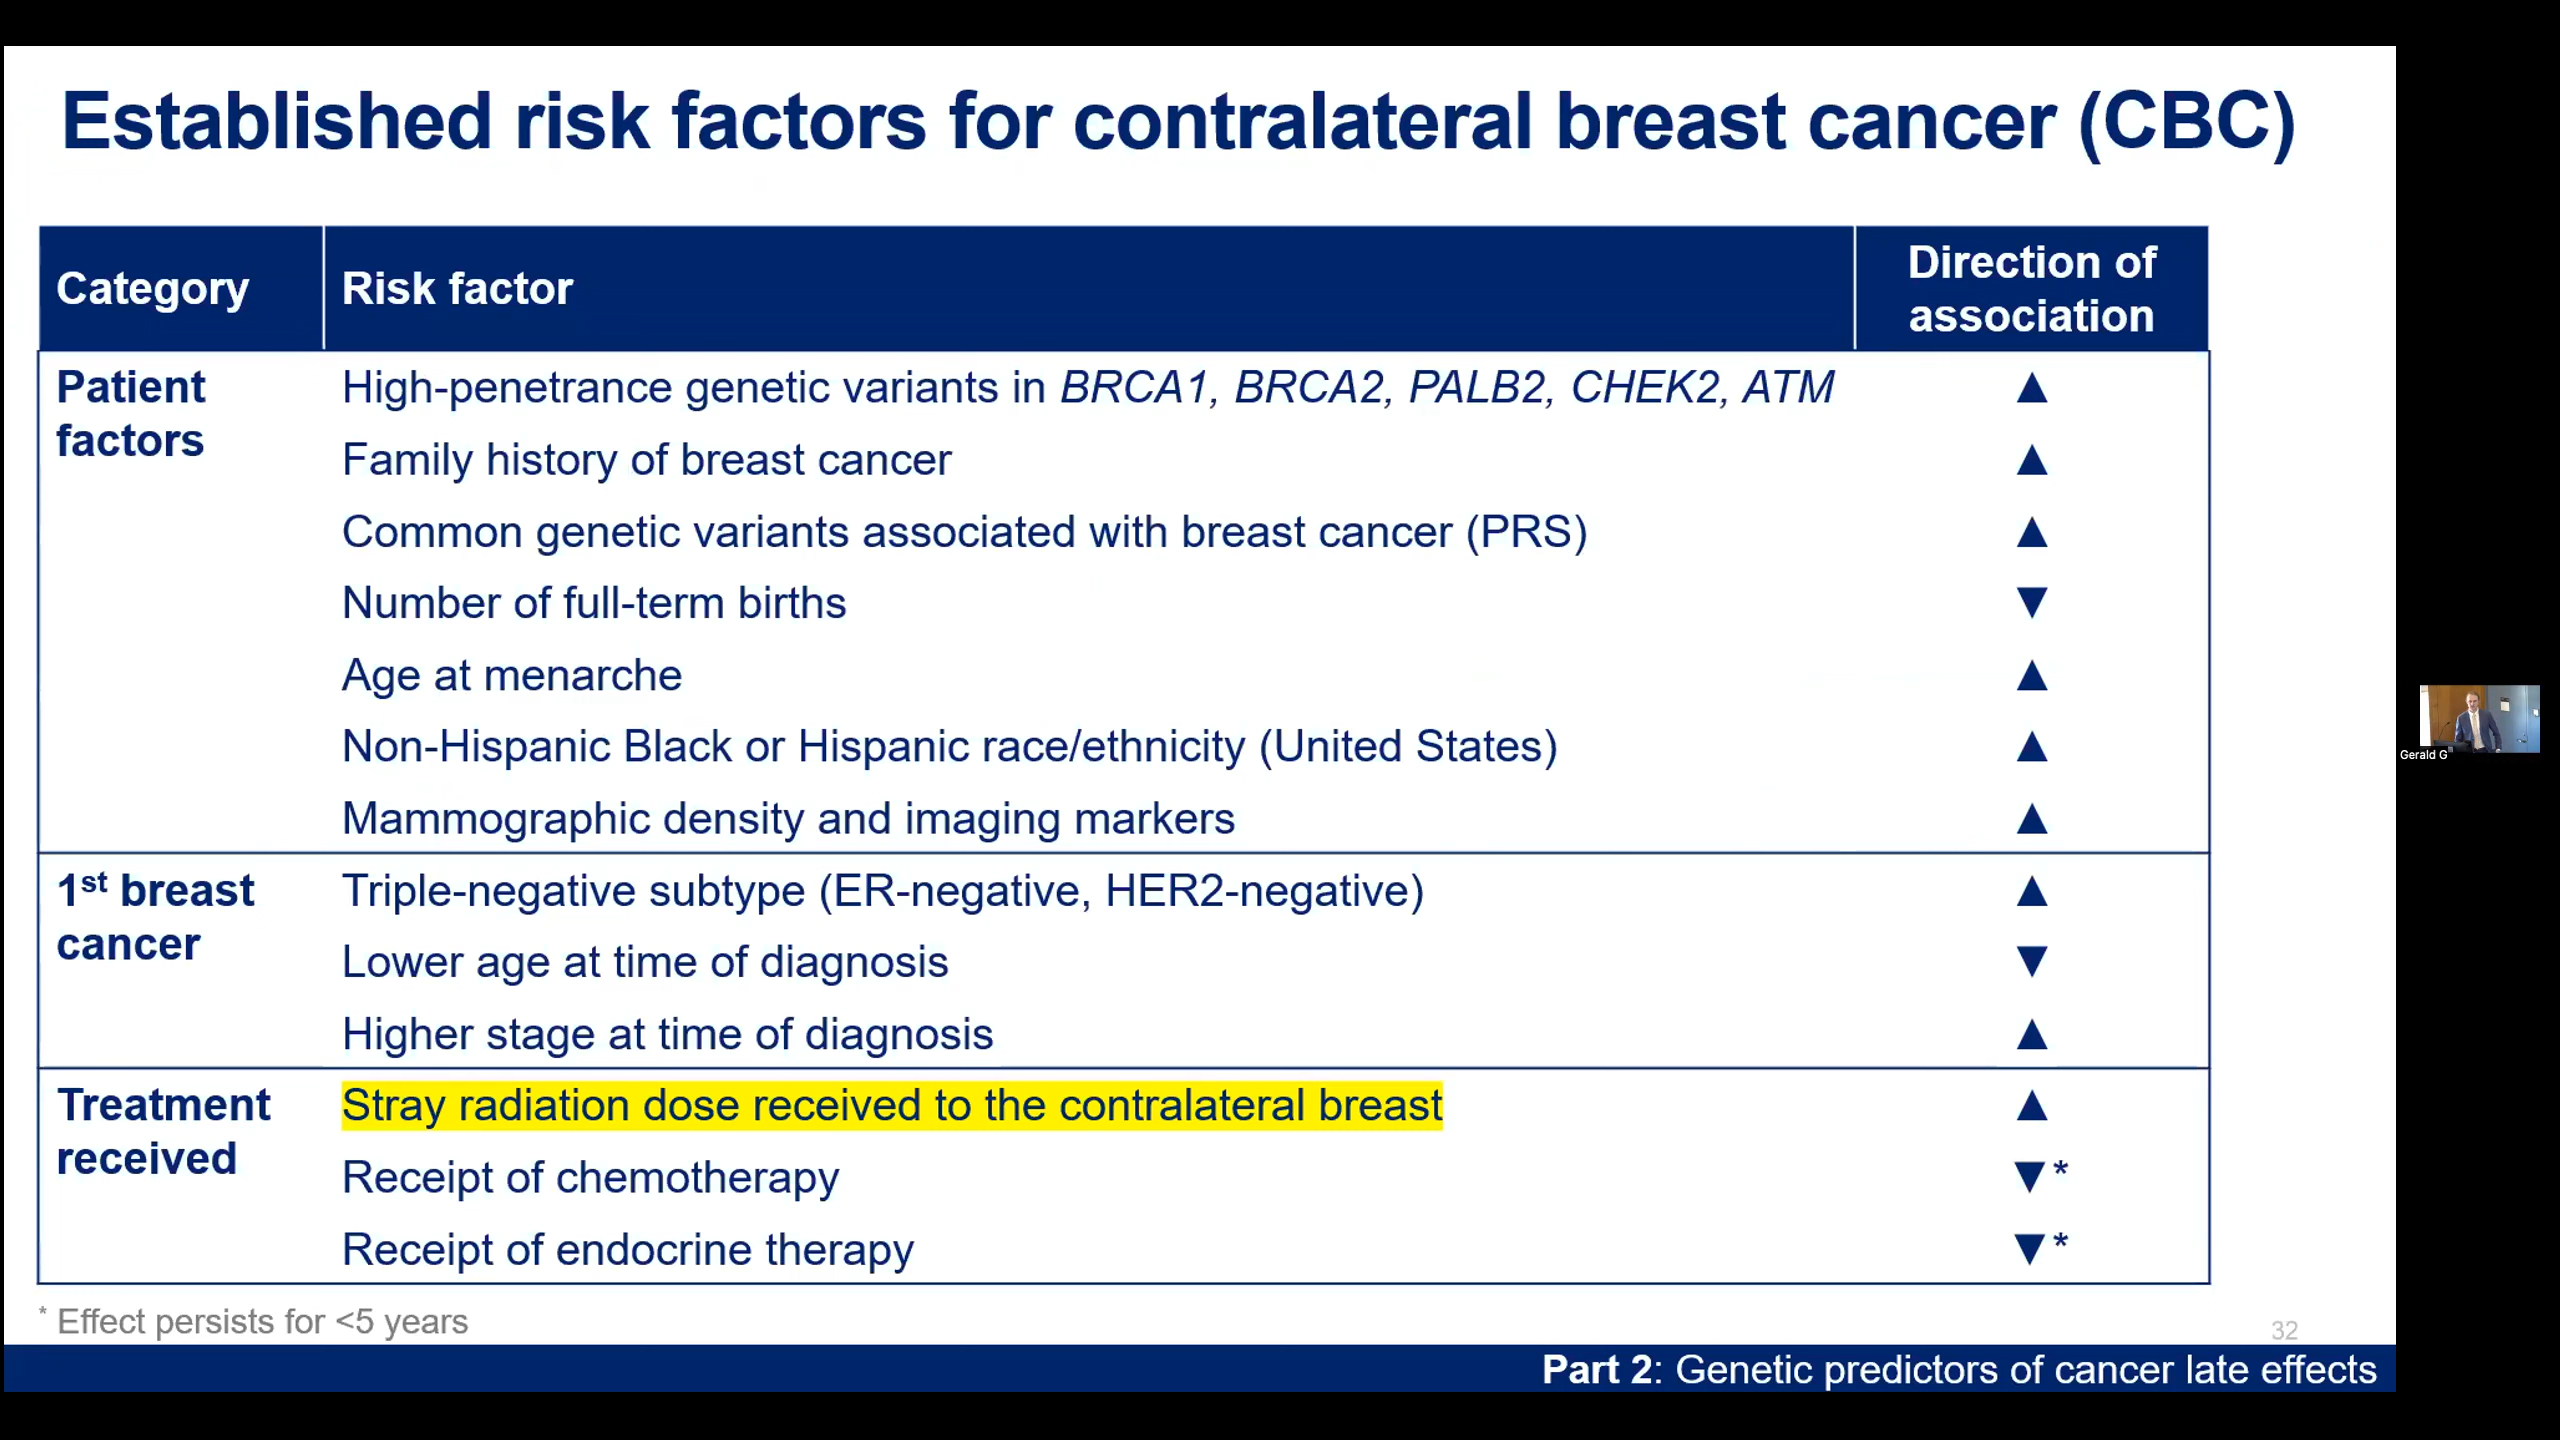 Established risk factors for contralateral breast cancer (CBC)
Category Risk factor Direction of association
Patient factors
High-penetrance genetic variants in BRCA1, BRCA2, PALB2, CHEK2, ATM ▲
Family history of breast cancer ▲
Common genetic variants associated with breast cancer (PRS) ▲
Number of full-term births ▼
Age at menarche ▲
Non-Hispanic Black or Hispanic race/ethnicity (United States) ▲
Mammographic density and imaging markers ▲
1st breast cancer
Triple-negative subtype (ER-negative, HER2-negative) ▲
Lower age at time of diagnosis ▼
Higher stage at time of diagnosis ▲
Treatment received
Stray radiation dose received to the contralateral breast ▲
Receipt of chemotherapy ▼*
Receipt of endocrine therapy ▼*
* Effect persists for <5 years
32
Part 2: Genetic predictors of cancer late effects
Gerald G